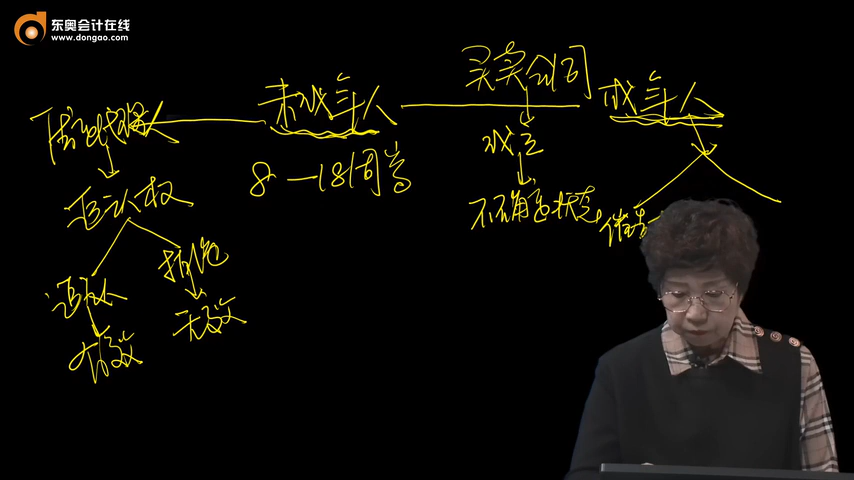 东奥会计在线
www.dongao.com
买卖合同
未成年人
成年人
法定代理人
8—18周岁
成立
追认权
不确定状态
催告
追认
拒绝
有效
无效